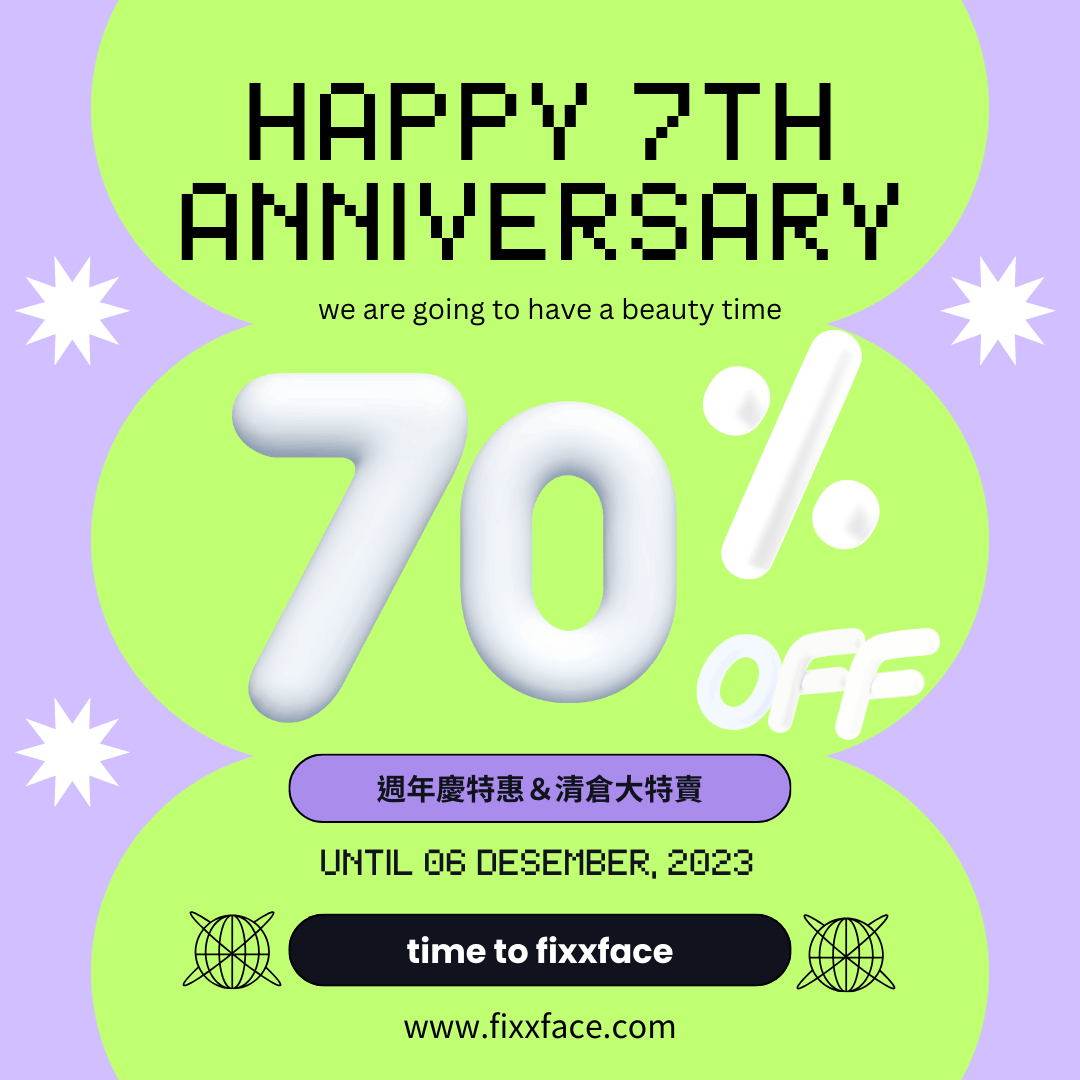 HAPPY 7TH
ANNIVERSARY
we are going to have a beauty time
70%
OFF
週年慶特惠&清倉大特賣
UNTIL 06 DESEMBER, 2023
time to fixxface
www.fixxface.com